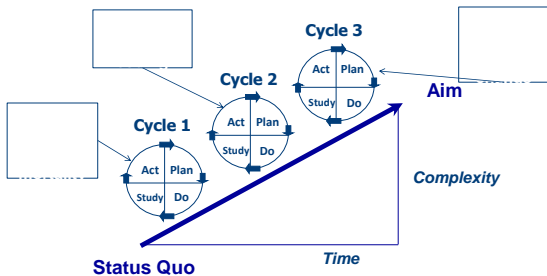 Cycle 3
Act Plan
Study Do
Cycle 2
Act Plan
Study Do
Cycle 1
Act Plan
Study Do
Aim
Complexity
Time
Status Quo